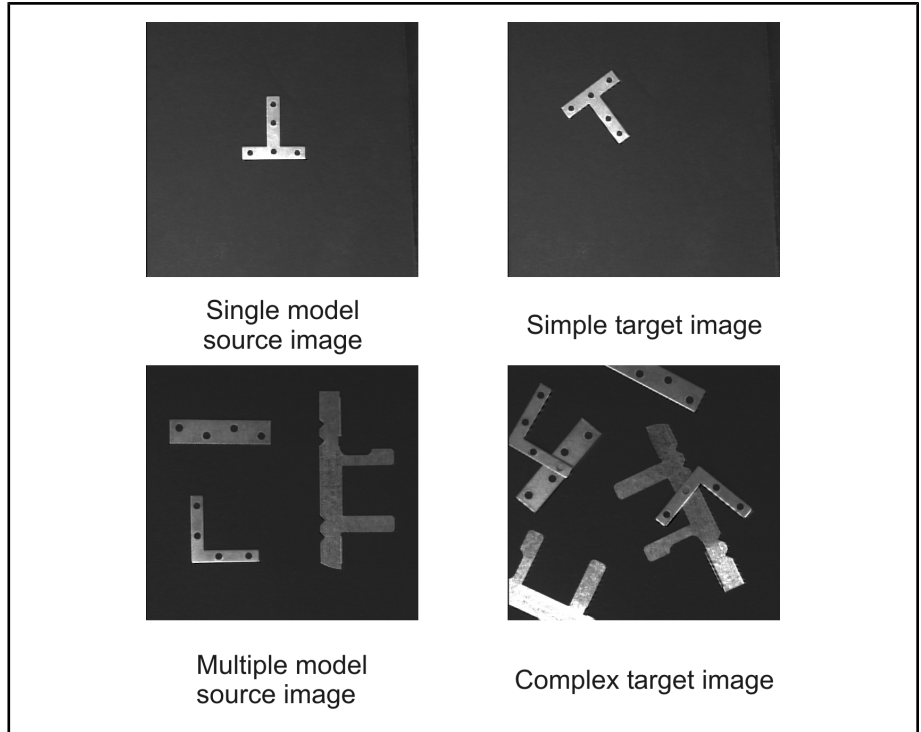 Single model
source image
Simple target image
Multiple model
source image
Complex target image